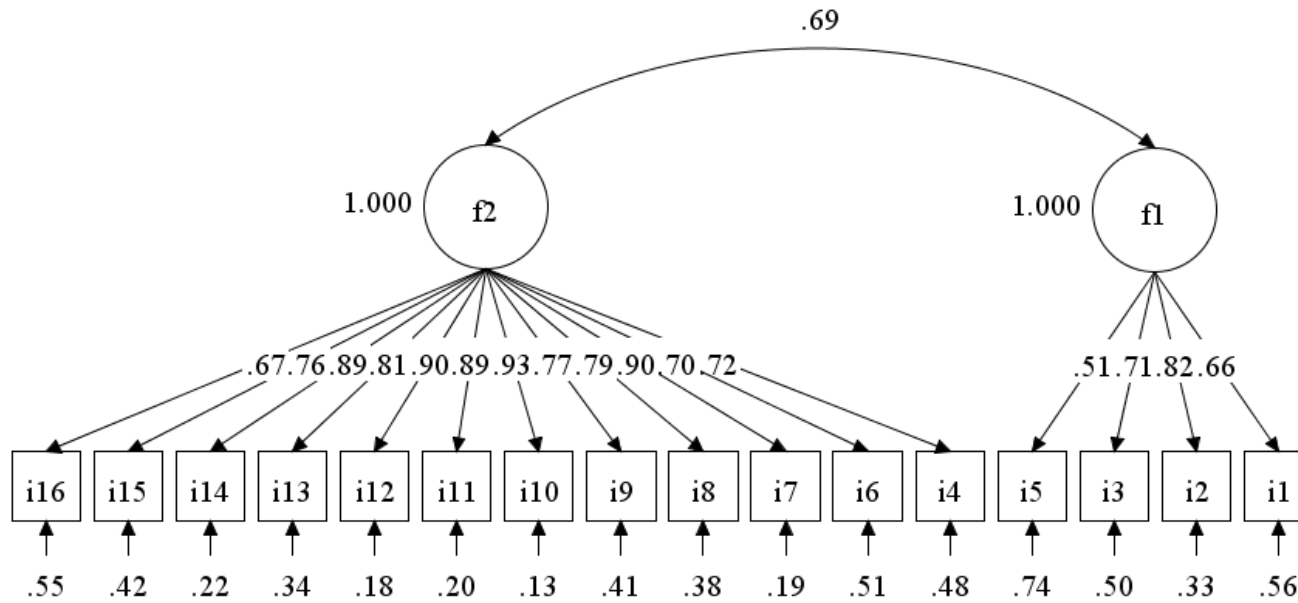 .69
1.000 f2 1.000 f1
.67.76.89.81.90.89.93.77.79.90.70.72 .51.71.82.66
i16 i15 i14 i13 i12 i11 i10 i9 i8 i7 i6 i4 i5 i3 i2 i1
.55 .42 .22 .34 .18 .20 .13 .41 .38 .19 .51 .48 .74 .50 .33 .56